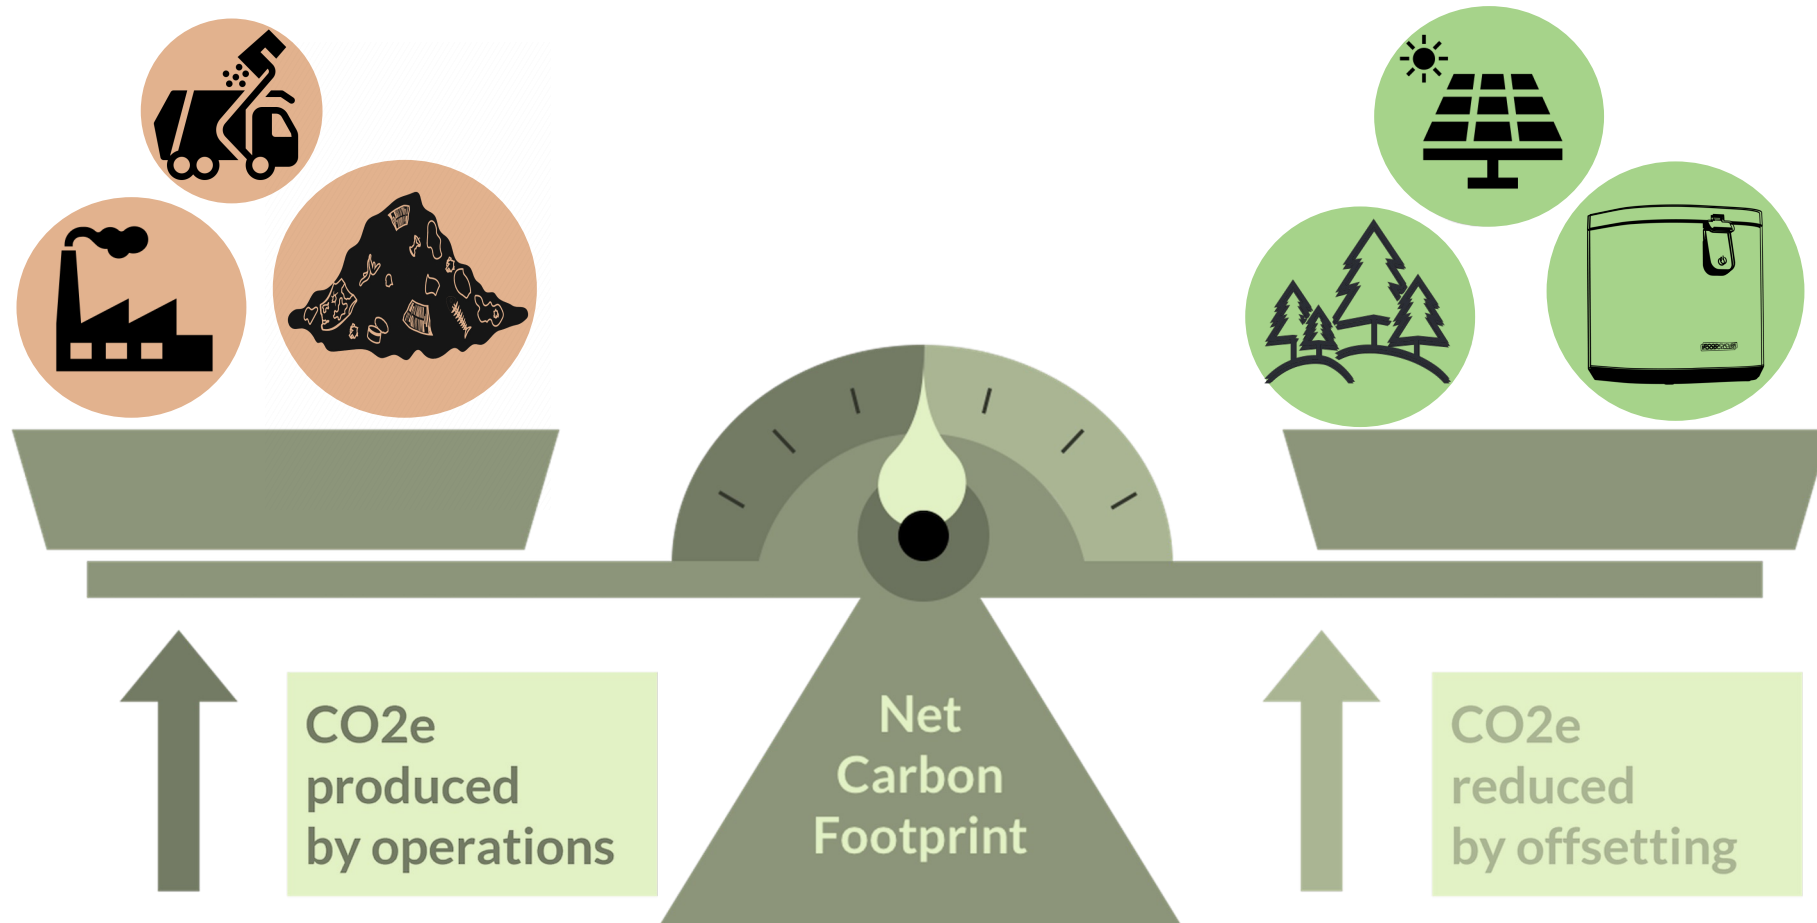 CO2e
produced
by operations
Net
Carbon
Footprint
CO2e
reduced
by offsetting